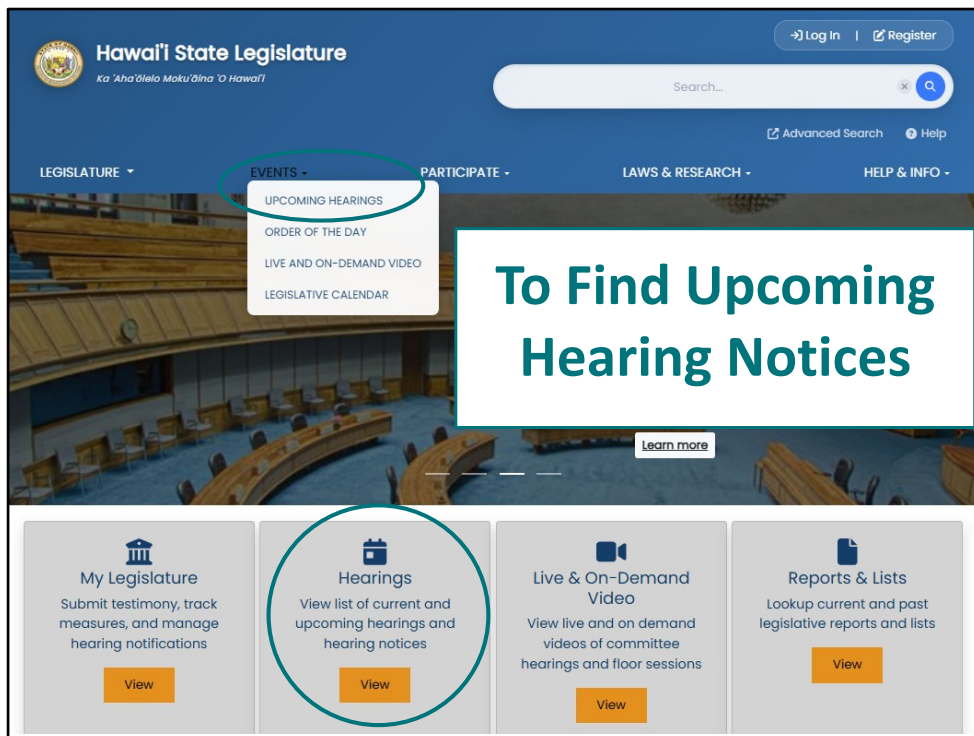 Hawai'i State Legislature
Ka 'Aha'ōlelo Moku'āina 'O Hawai'i
Log In | Register
Search...
Advanced Search Help
LEGISLATURE EVENTS PARTICIPATE LAWS & RESEARCH HELP & INFO
UPCOMING HEARINGS
ORDER OF THE DAY
LIVE AND ON-DEMAND VIDEO
LEGISLATIVE CALENDAR
To Find Upcoming
Hearing Notices
Learn more
My Legislature
Submit testimony, track
measures, and manage
hearing notifications
View
Hearings
View list of current and
upcoming hearings and
hearing notices
View
Live & On-Demand
Video
View live and on demand
videos of committee
hearings and floor sessions
View
Reports & Lists
Lookup current and past
legislative reports and lists
View